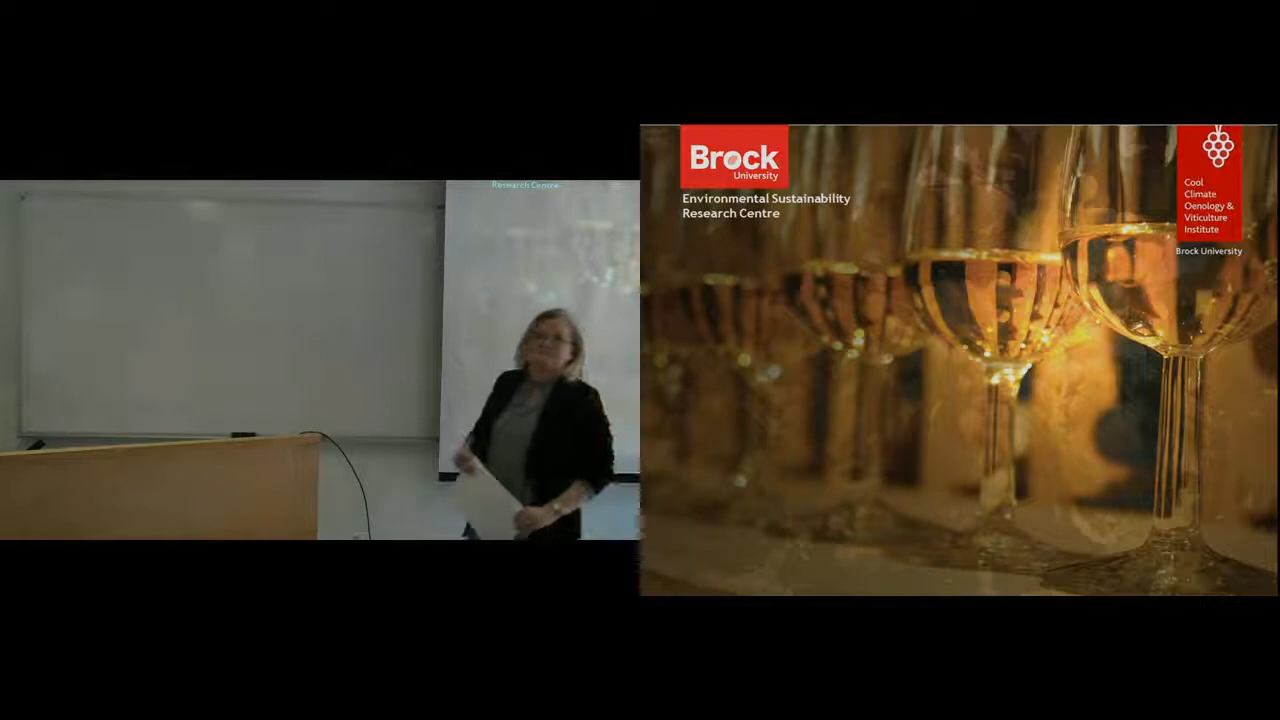 Research Centre
Brock
University
Environmental Sustainability
Research Centre
Cool
Climate
Oenology &
Viticulture
Institute
Brock University